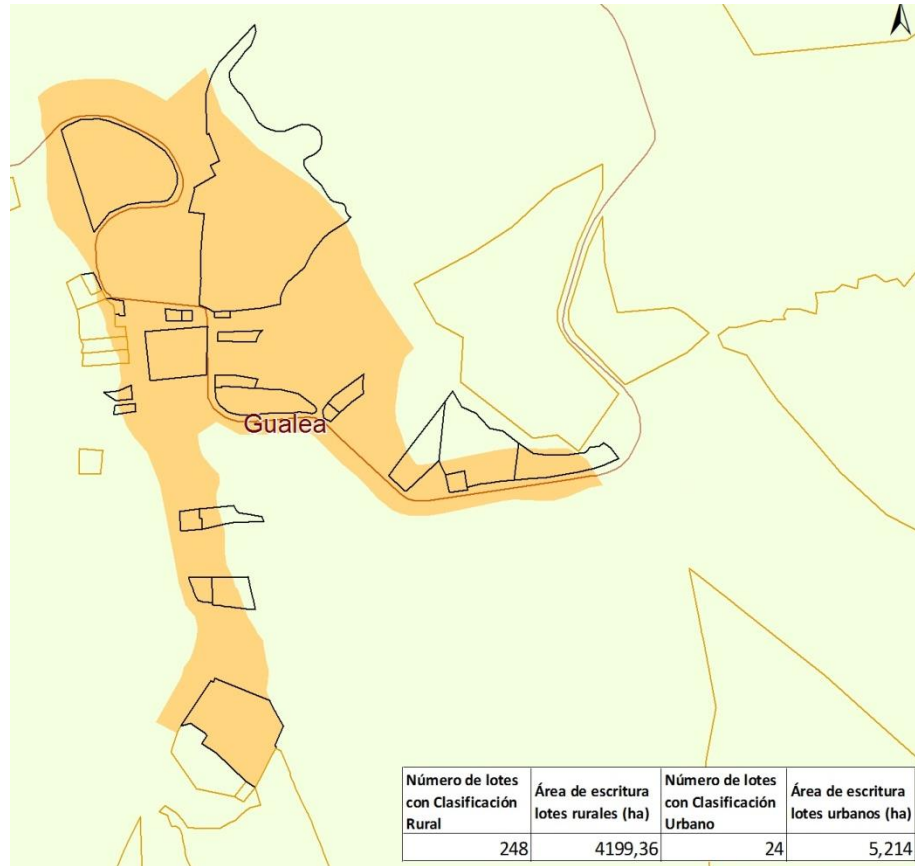 Gualea
Número de lotes con Clasificación Rural
Área de escritura lotes rurales (ha)
Número de lotes con Clasificación Urbano
Área de escritura lotes urbanos (ha)
248
4199,36
24
5,214